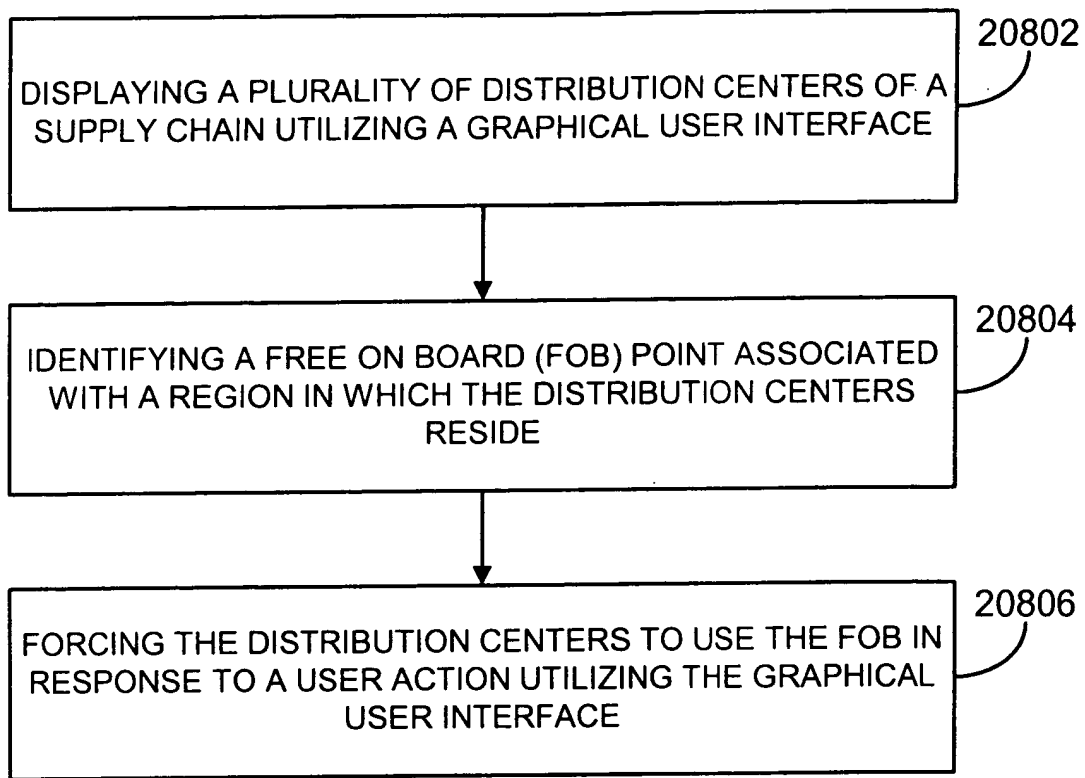 20802
DISPLAYING A PLURALITY OF DISTRIBUTION CENTERS OF A
SUPPLY CHAIN UTILIZING A GRAPHICAL USER INTERFACE
20804
IDENTIFYING A FREE ON BOARD (FOB) POINT ASSOCIATED
WITH A REGION IN WHICH THE DISTRIBUTION CENTERS
RESIDE
20806
FORCING THE DISTRIBUTION CENTERS TO USE THE FOB IN
RESPONSE TO A USER ACTION UTILIZING THE GRAPHICAL
USER INTERFACE